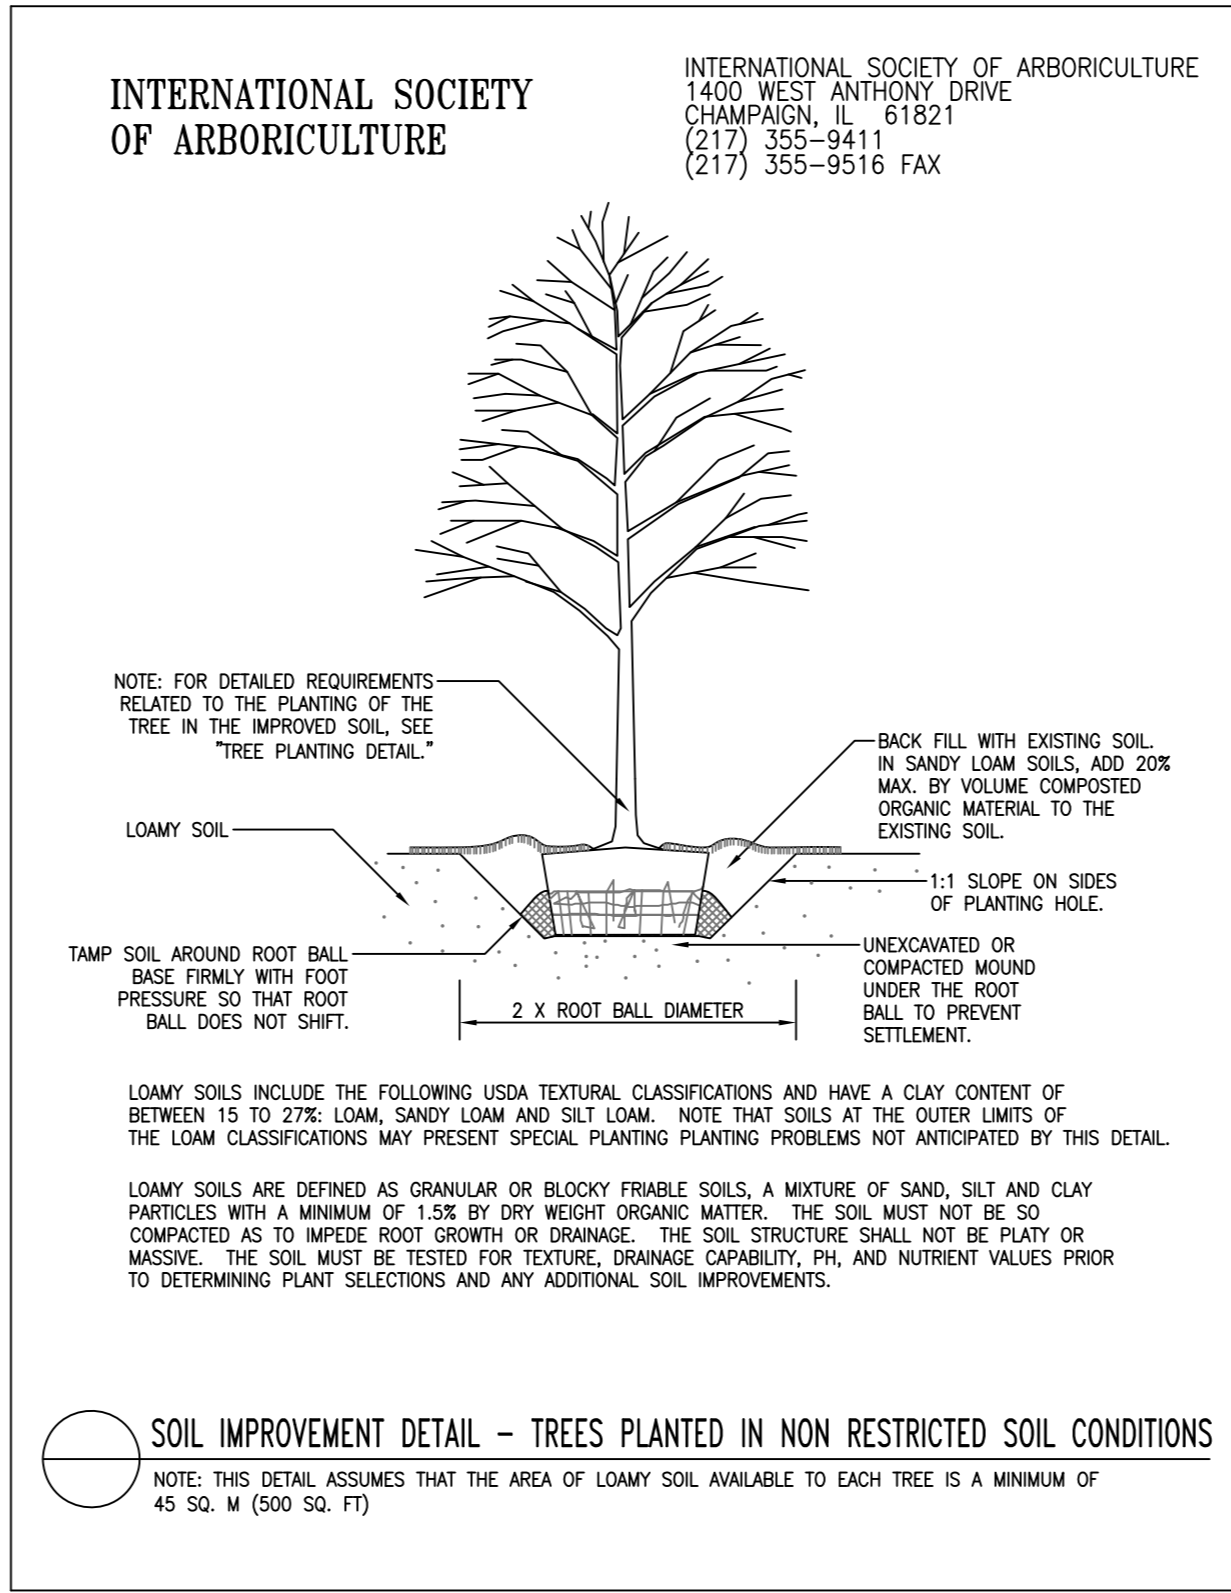 INTERNATIONAL SOCIETY
OF ARBORICULTURE
INTERNATIONAL SOCIETY OF ARBORICULTURE
1400 WEST ANTHONY DRIVE
CHAMPAIGN, IL 61821
(217) 355-9411
(217) 355-9516 FAX
NOTE: FOR DETAILED REQUIREMENTS
RELATED TO THE PLANTING OF THE
TREE IN THE IMPROVED SOIL, SEE
"TREE PLANTING DETAIL."
BACK FILL WITH EXISTING SOIL.
IN SANDY LOAM SOILS, ADD 20%
MAX. BY VOLUME COMPOSTED
ORGANIC MATERIAL TO THE
EXISTING SOIL.
LOAMY SOIL
1:1 SLOPE ON SIDES
OF PLANTING HOLE.
TAMP SOIL AROUND ROOT BALL
BASE FIRMLY WITH FOOT
PRESSURE SO THAT ROOT
BALL DOES NOT SHIFT.
UNEXCAVATED OR
COMPACTED MOUND
UNDER THE ROOT
BALL TO PREVENT
SETTLEMENT.
2 X ROOT BALL DIAMETER
LOAMY SOILS INCLUDE THE FOLLOWING USDA TEXTURAL CLASSIFICATIONS AND HAVE A CLAY CONTENT OF
BETWEEN 15 TO 27%: LOAM, SANDY LOAM AND SILT LOAM. NOTE THAT SOILS AT THE OUTER LIMITS OF
THE LOAM CLASSIFICATIONS MAY PRESENT SPECIAL PLANTING PLANTING PROBLEMS NOT ANTICIPATED BY THIS DETAIL.
LOAMY SOILS ARE DEFINED AS GRANULAR OR BLOCKY FRIABLE SOILS, A MIXTURE OF SAND, SILT AND CLAY
PARTICLES WITH A MINIMUM OF 1.5% BY DRY WEIGHT ORGANIC MATTER. THE SOIL MUST NOT BE SO
COMPACTED AS TO IMPEDE ROOT GROWTH OR DRAINAGE. THE SOIL STRUCTURE SHALL NOT BE PLATY OR
MASSIVE. THE SOIL MUST BE TESTED FOR TEXTURE, DRAINAGE CAPABILITY, PH, AND NUTRIENT VALUES PRIOR
TO DETERMINING PLANT SELECTIONS AND ANY ADDITIONAL SOIL IMPROVEMENTS.
SOIL IMPROVEMENT DETAIL - TREES PLANTED IN NON RESTRICTED SOIL CONDITIONS
NOTE: THIS DETAIL ASSUMES THAT THE AREA OF LOAMY SOIL AVAILABLE TO EACH TREE IS A MINIMUM OF
45 SQ. M (500 SQ. FT)